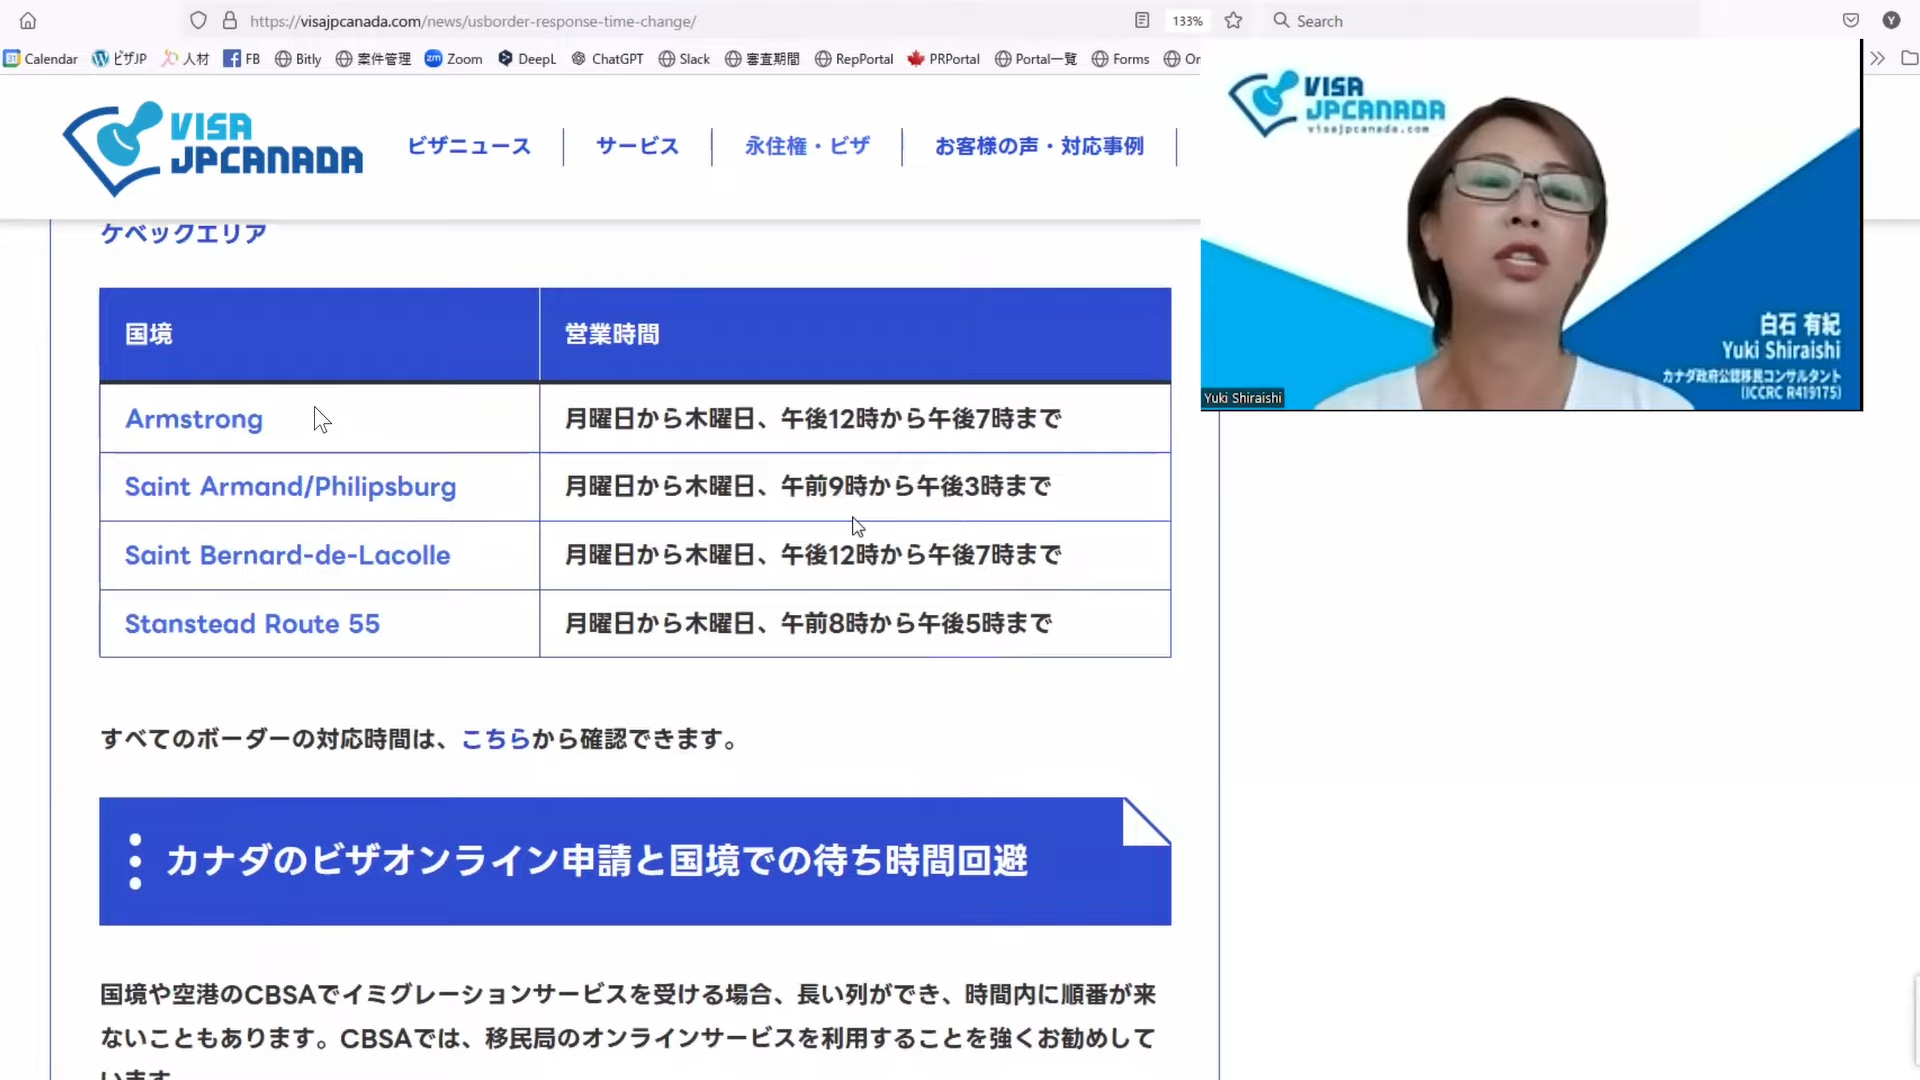 https://visajpcanada.com/news/usborder-response-time-change/
133%
Search
Y
31 Calendar
ビザJP
人材
FB
Bitly
案件管理
zm Zoom
DeepL
ChatGPT
Slack
審査期間
RepPortal
PRPortal
Portal一覧
Forms
Or
VISA
JPCANADA
ビザニュース
サービス
永住権・ビザ
お客様の声・対応事例
VISA
JPCANADA
visajpcanada.com
白石 有紀
Yuki Shiraishi
カナダ政府公認移民コンサルタント
(ICCRC R419175)
Yuki Shiraishi
ケベックエリア
国境
営業時間
Armstrong
月曜日から木曜日、午後12時から午後7時まで
Saint Armand/Philipsburg
月曜日から木曜日、午前9時から午後3時まで
Saint Bernard-de-Lacolle
月曜日から木曜日、午後12時から午後7時まで
Stanstead Route 55
月曜日から木曜日、午前8時から午後5時まで
すべてのボーダーの対応時間は、こちらから確認できます。
カナダのビザオンライン申請と国境での待ち時間回避
国境や空港のCBSAでイミグレーションサービスを受ける場合、長い列ができ、時間内に順番が来
ないこともあります。CBSAでは、移民局のオンラインサービスを利用することを強くお勧めして
います